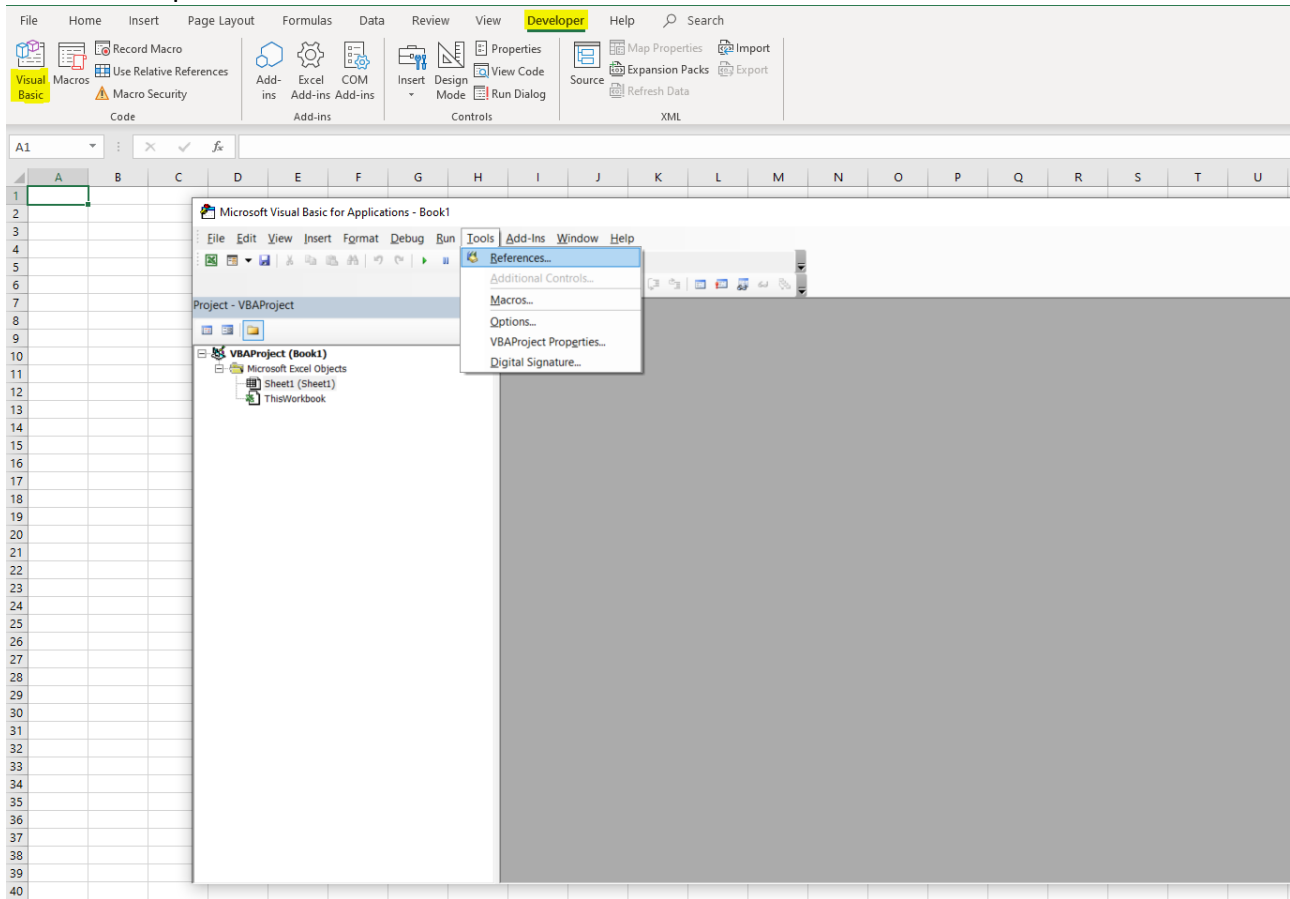 File Home Insert Page Layout Formulas Data Review View Developer Help Search
Record Macro Properties Map Properties Import
Visual Basic Macros Use Relative References Add-ins Excel Add-ins COM Add-ins Insert Design Mode View Code Source Expansion Packs Export
Macro Security Run Dialog Refresh Data
Code Add-ins Controls XML
A1 fx
A B C D E F G H I J K L M N O P Q R S T U
1
2
Microsoft Visual Basic for Applications - Book1
3
File Edit View Insert Format Debug Run Tools Add-Ins Window Help
4
References...
5
Additional Controls...
6
Macros...
7
Project - VBAProject
8
Options...
9
VBAProject Properties...
10
VBAProject (Book1)
Digital Signature...
11
Microsoft Excel Objects
Sheet1 (Sheet1)
12
ThisWorkbook
13
14
15
16
17
18
19
20
21
22
23
24
25
26
27
28
29
30
31
32
33
34
35
36
37
38
39
40